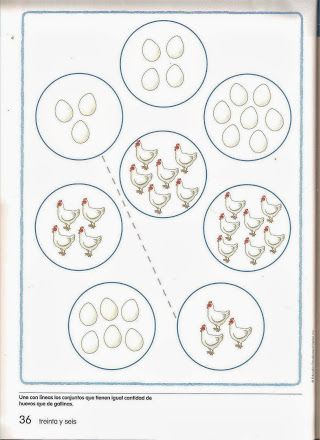 Une con líneas los conjuntos que tienen igual cantidad de
huevos que de gallinas.
36 treinta y seis